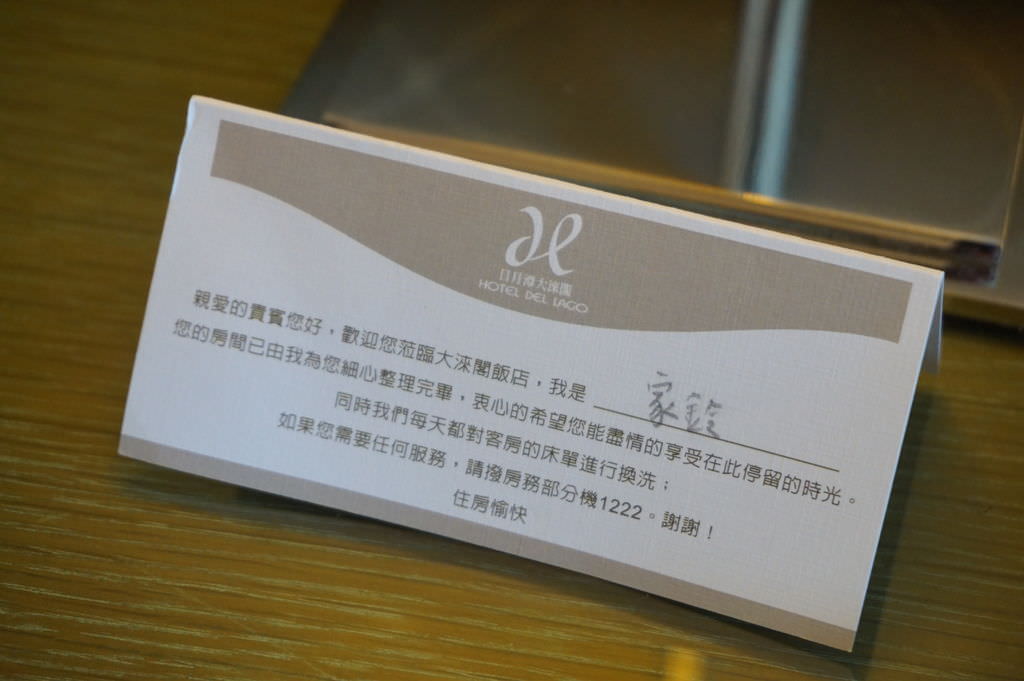 日月潭大淶閣
HOTEL DEL LAGO
親愛的貴賓您好，歡迎您蒞臨大淶閣飯店，我是 家銓
您的房間已由我為您細心整理完畢，衷心的希望您能盡情的享受在此停留的時光。
同時我們每天都對客房的床單進行換洗；
如果您需要任何服務，請撥房務部分機1222。謝謝！
住房愉快